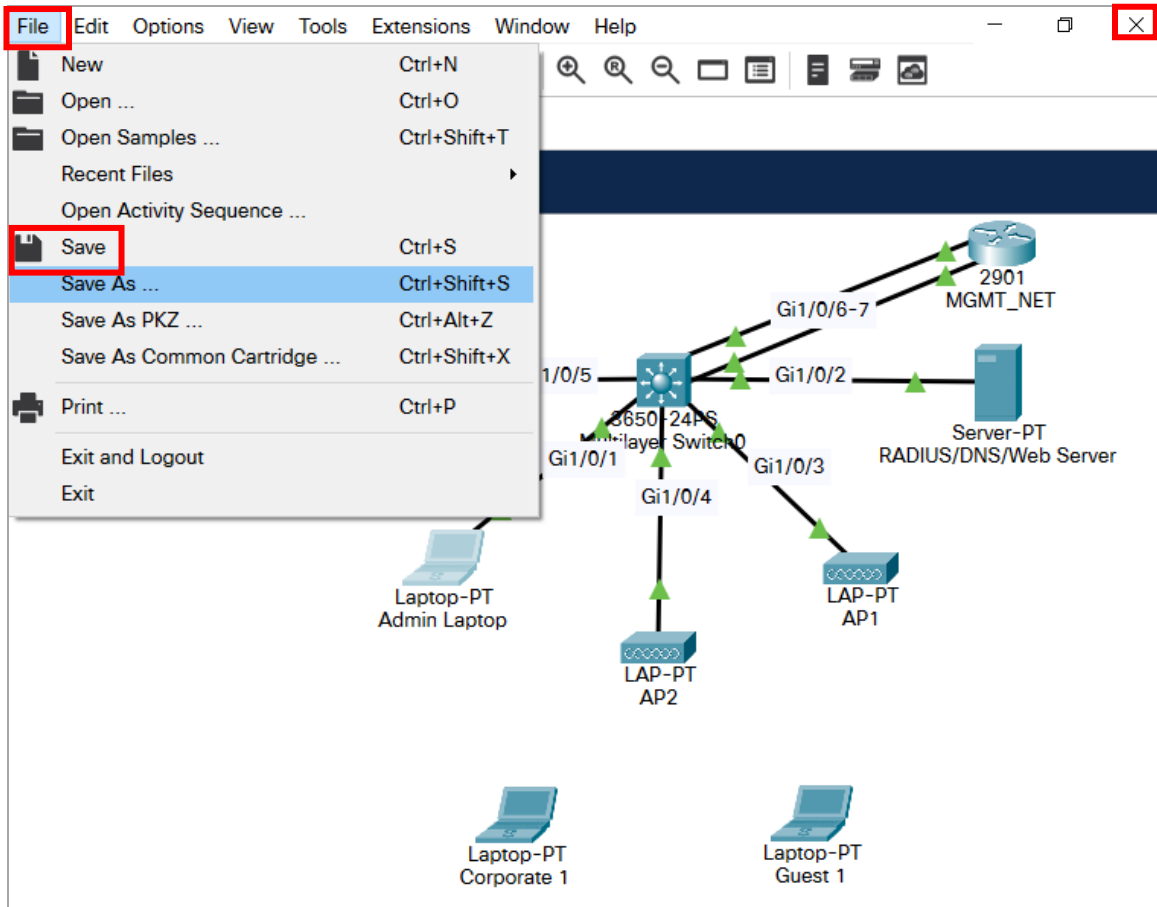 File Edit Options View Tools Extensions Window Help
New Ctrl+N
Open ... Ctrl+O
Open Samples ... Ctrl+Shift+T
Recent Files
Open Activity Sequence ...
Save Ctrl+S
Save As ... Ctrl+Shift+S
Save As PKZ ... Ctrl+Alt+Z
Save As Common Cartridge ... Ctrl+Shift+X
Print ... Ctrl+P
Exit and Logout
Exit
2901
MGMT_NET
Gi1/0/6-7
1/0/5
Gi1/0/2
3650-24PS
Multilayer Switch0
Server-PT
RADIUS/DNS/Web Server
Gi1/0/1
Gi1/0/3
Gi1/0/4
Laptop-PT
Admin Laptop
LAP-PT
AP1
LAP-PT
AP2
Laptop-PT
Corporate 1
Laptop-PT
Guest 1